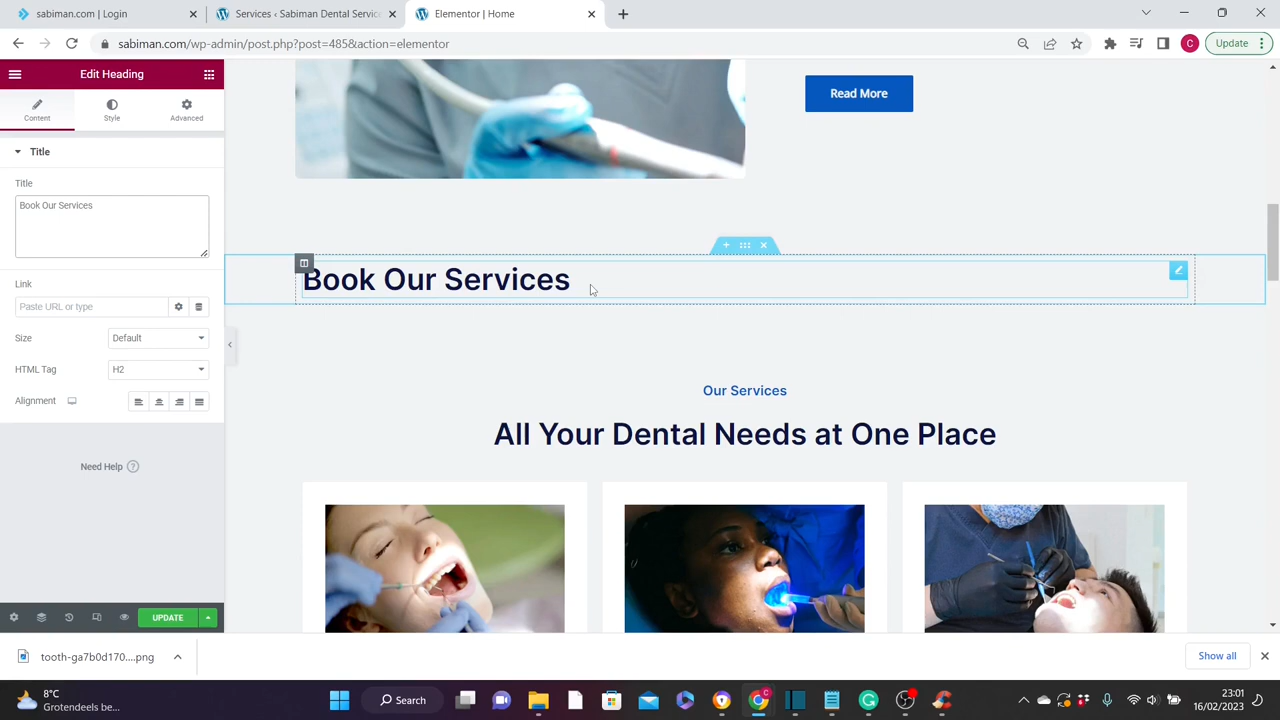 sabiman.com | Login
Services ‹ Sabiman Dental Service
Elementor | Home
sabiman.com/wp-admin/post.php?post=485&action=elementor
C
Update
Edit Heading
Content
Style
Advanced
Title
Title
Book Our Services
Link
Paste URL or type
Size
Default
HTML Tag
H2
Alignment
Need Help
UPDATE
Read More
Book Our Services
Our Services
All Your Dental Needs at One Place
tooth-ga7b0d170....png
Show all
8°C
Grotendeels be...
Search
23:01
16/02/2023